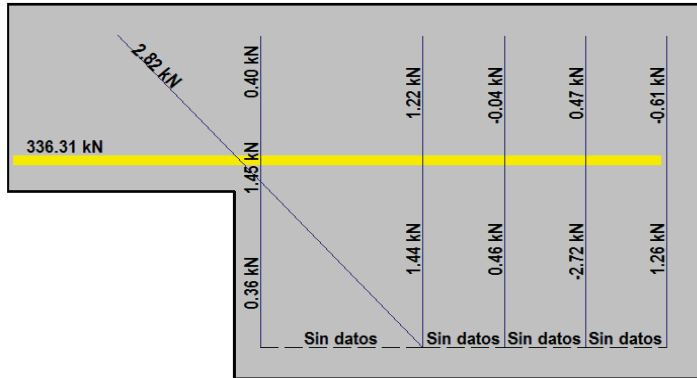 2.82 kN
0.40 kN
1.22 kN
-0.04 kN
0.47 kN
-0.61 kN
336.31 kN
1.45 kN
0.36 kN
1.44 kN
0.46 kN
-2.72 kN
1.26 kN
Sin datos
Sin datos
Sin datos
Sin datos